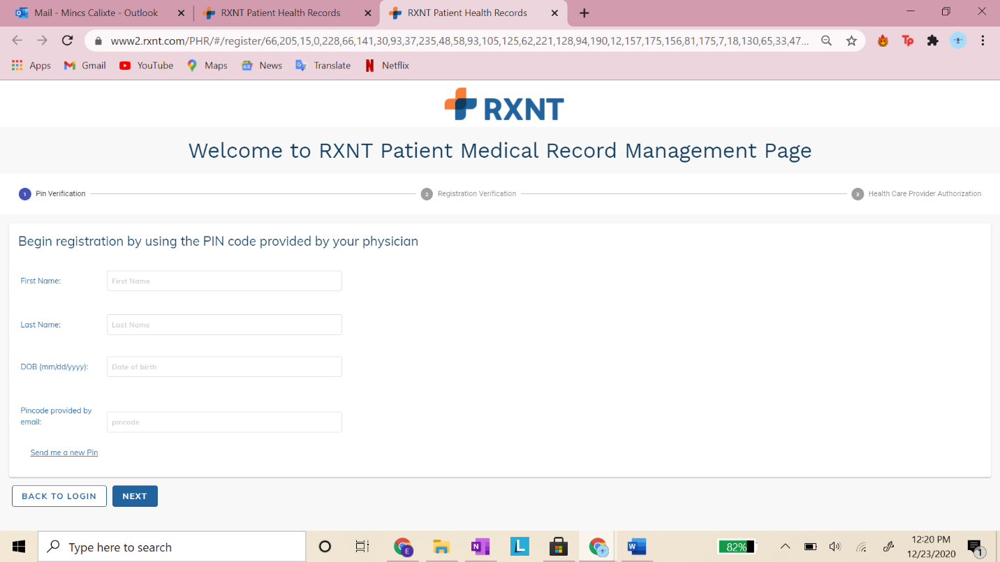 Mail - Mincs Calixte - Outlook
RXNT Patient Health Records
RXNT Patient Health Records
www2.rxnt.com/PHR/#/register/66,205,15,0,228,66,141,30,93,37,235,48,58,93,105,125,62,221,128,94,190,12,157,175,156,81,175,7,18,130,65,33,47...
Tp
Apps
Gmail
YouTube
Maps
News
Translate
Netflix
RXNT
Welcome to RXNT Patient Medical Record Management Page
1 Pin Verification
2 Registration Verification
3 Health Care Provider Authorization
Begin registration by using the PIN code provided by your physician
First Name:
First Name
Last Name:
Last Name
DOB (mm/dd/yyyy):
Date of birth
Pincode provided by
email:
pincode
Send me a new Pin
BACK TO LOGIN
NEXT
Type here to search
E
N
L
W
82%
12:20 PM
12/23/2020
1